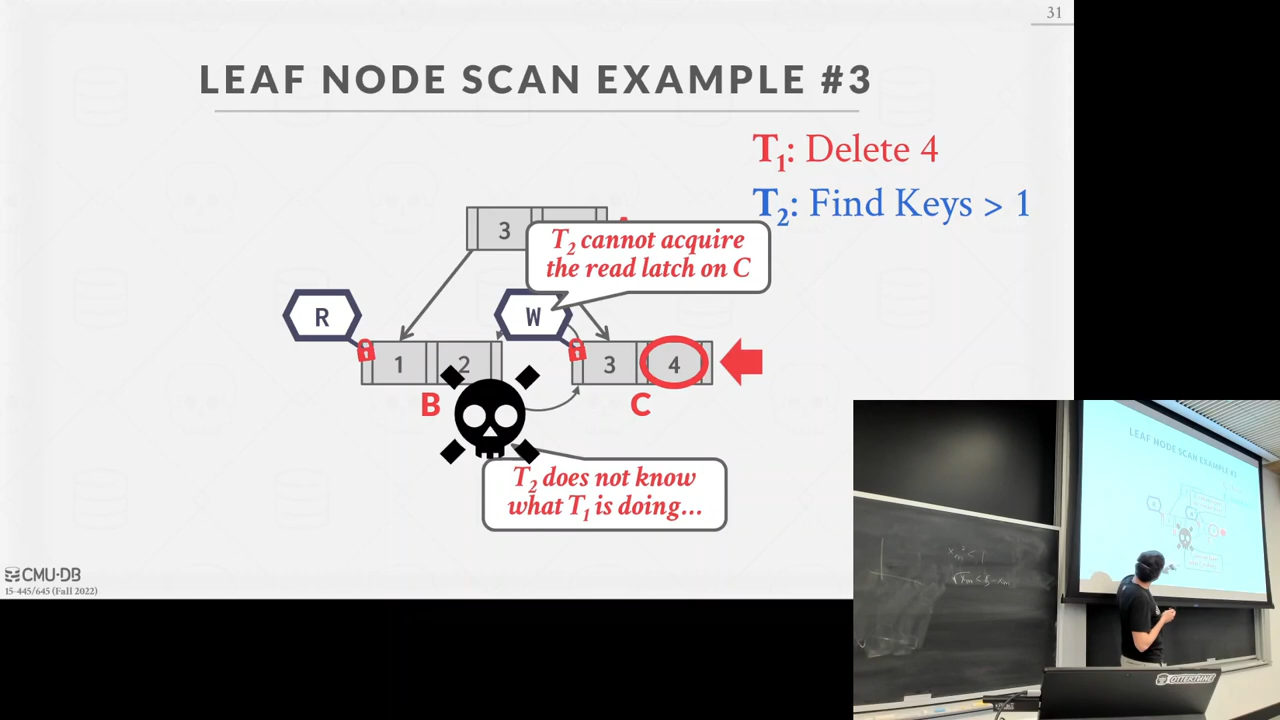 31
LEAF NODE SCAN EXAMPLE #3
T1: Delete 4
T2: Find Keys > 1
3
T2 cannot acquire
the read latch on C
R
W
1 2
3 4
B
C
T2 does not know
what T1 is doing...
CMU·DB
15-445/645 (Fall 2022)
LEAF NODE SCAN EXAMPLE #3
OTTERTUNE